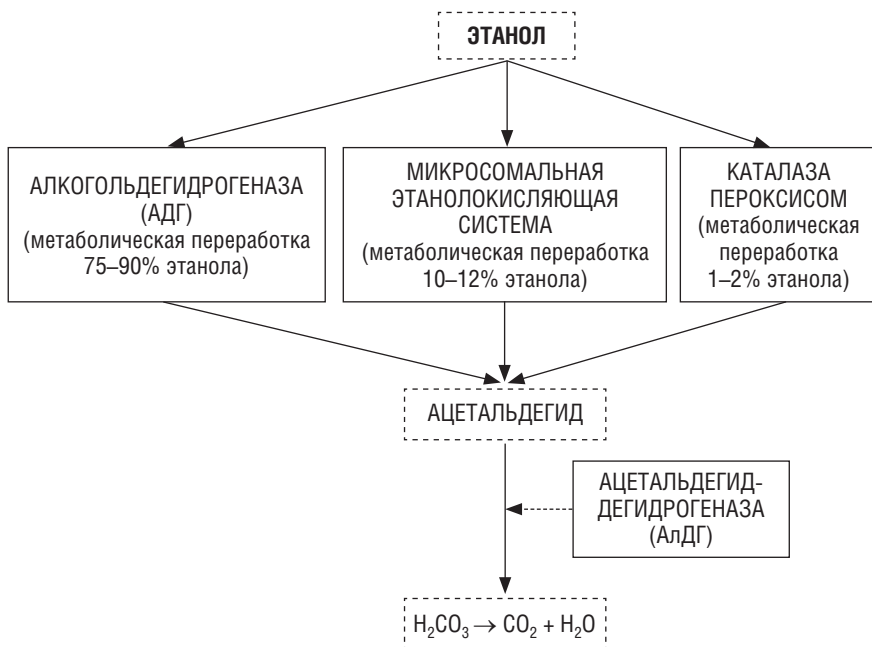 ЭТАНОЛ
АЛКОГОЛЬДЕГИДРОГЕНАЗА
(АДГ)
(метаболическая переработка
75–90% этанола)
МИКРОСОМАЛЬНАЯ
ЭТАНОЛОКИСЛЯЮЩАЯ
СИСТЕМА
(метаболическая переработка
10–12% этанола)
КАТАЛАЗА
ПЕРОКСИСОМ
(метаболическая
переработка
1–2% этанола)
АЦЕТАЛЬДЕГИД
АЦЕТАЛЬДЕГИД-
ДЕГИДРОГЕНАЗА
(АлДГ)
H₂CO₃ → CO₂ + H₂O